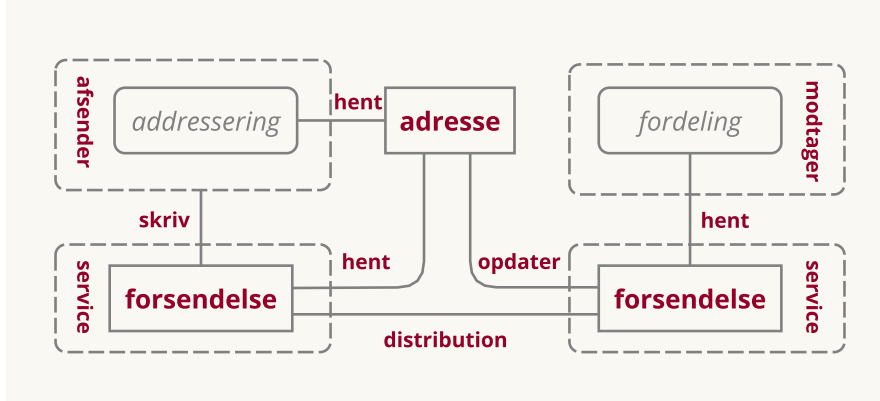 afsender
addressering
hent
adresse
fordeling
modtager
skriv
hent
service
forsendelse
hent
opdater
forsendelse
service
distribution